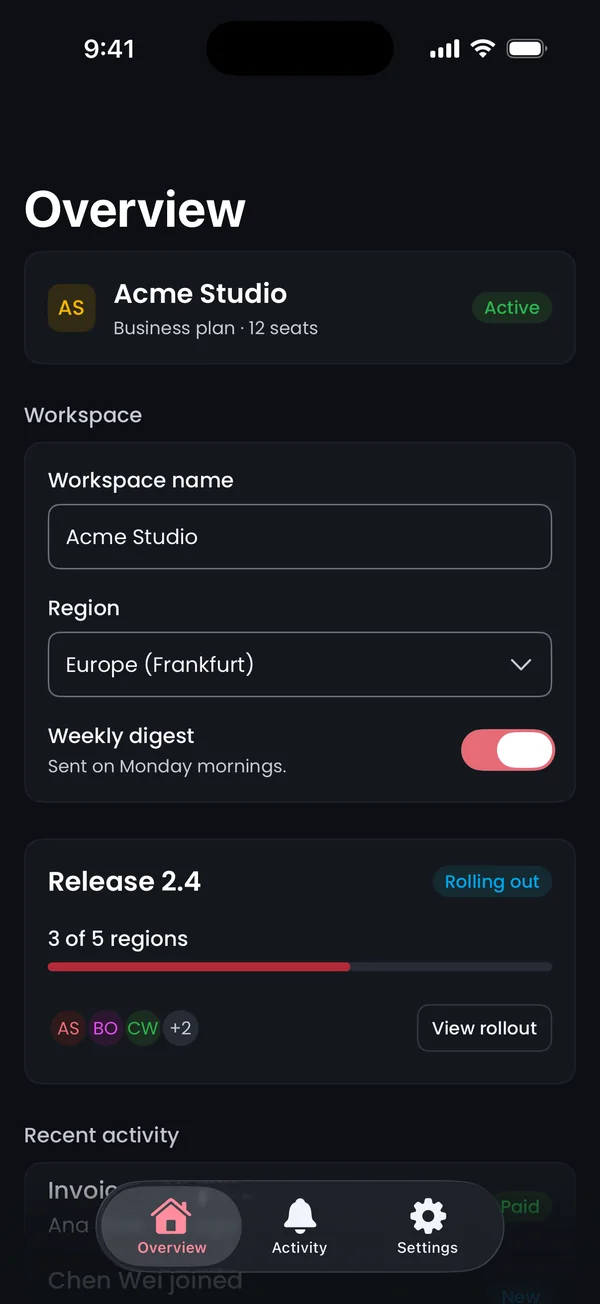 9:41
Overview
AS
Acme Studio
Business plan · 12 seats
Active
Workspace
Workspace name
Acme Studio
Region
Europe (Frankfurt)
Weekly digest
Sent on Monday mornings.
Release 2.4
Rolling out
3 of 5 regions
AS BO CW +2
View rollout
Recent activity
Paid
Ana
Chen Wei joined
New
Overview
Activity
Settings